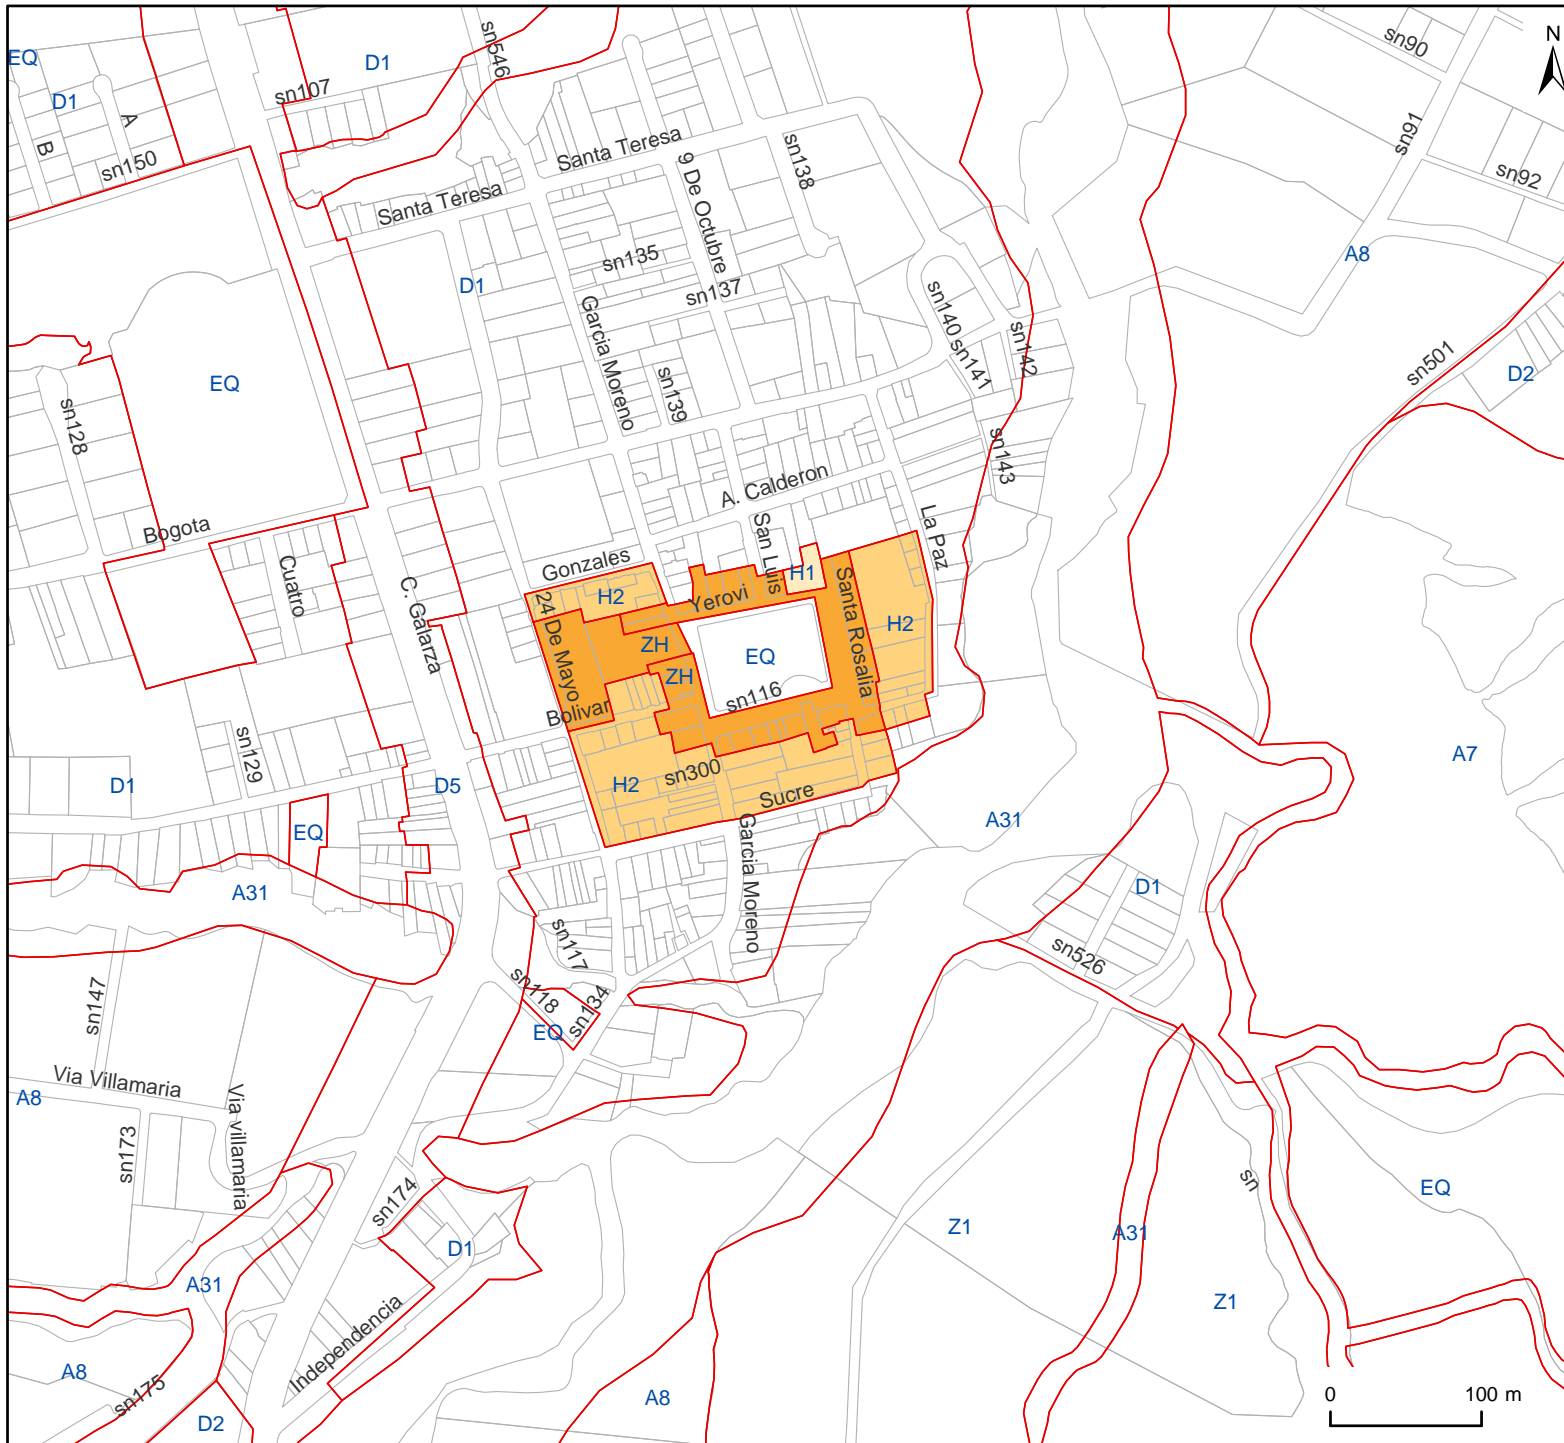 N
EQ
D1
A
B
sn150
sn107
D1
sn546
Santa Teresa
Santa Teresa
9 De Octubre
sn138
sn90
sn91
sn92
A8
D1
sn135
sn137
Garcia Moreno
sn139
sn140
sn141
sn142
sn143
sn501
D2
EQ
sn128
Bogota
Cuatro
C. Galarza
A. Calderon
San Luis
La Paz
Gonzales
24 De Mayo
H2
Yerovi
H1
Santa Rosalia
H2
ZH
ZH
EQ
sn116
Bolivar
sn129
D1
D5
H2
sn300
Sucre
Garcia Moreno
EQ
A31
A31
A7
D1
sn526
sn117
sn118
sn134
EQ
sn147
Via Villamaria
Via villamaria
A8
sn173
sn174
D1
A31
Independencia
A8
sn175
D2
A8
Z1
A31
Z1
sn
EQ
0 100 m